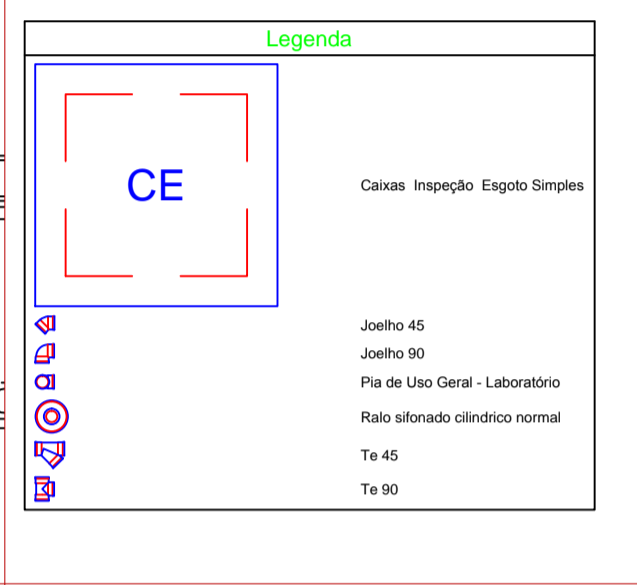 Legenda
CE
Caixas Inspeção Esgoto Simples
Joelho 45
Joelho 90
Pia de Uso Geral - Laboratório
Ralo sifonado cilindrico normal
Te 45
Te 90